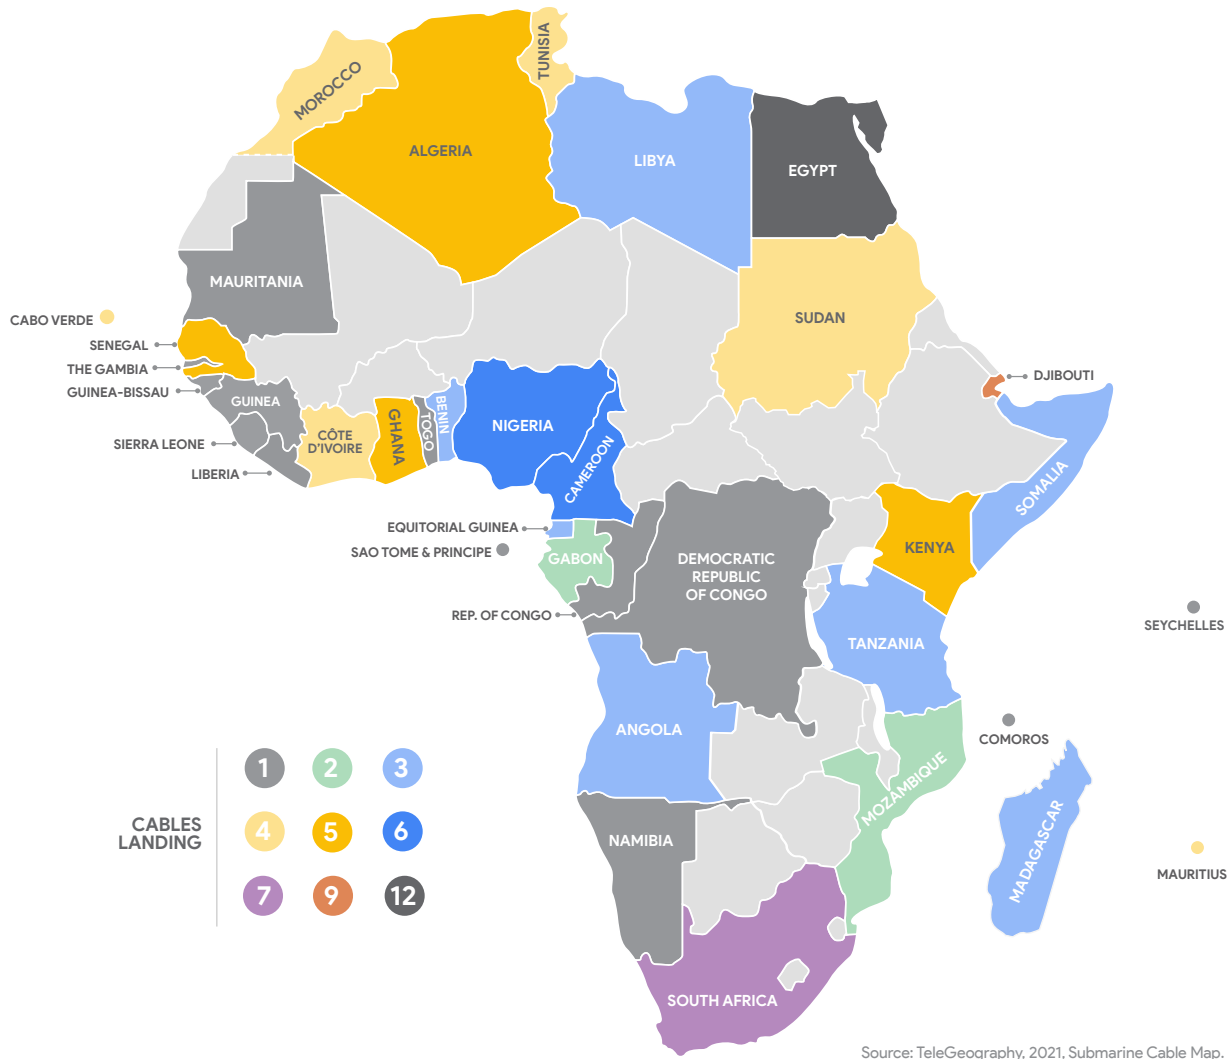 MOROCCO
TUNISIA
ALGERIA
LIBYA
EGYPT
MAURITANIA
CABO VERDE
SUDAN
SENEGAL
THE GAMBIA
DJIBOUTI
GUINEA-BISSAU
GUINEA
BENIN
GHANA
TOGO
NIGERIA
CÔTE
D'IVOIRE
SIERRA LEONE
LIBERIA
CAMEROON
SOMALIA
EQUITORIAL GUINEA
SAO TOME & PRINCIPE
GABON
KENYA
DEMOCRATIC
REPUBLIC
OF CONGO
REP. OF CONGO
SEYCHELLES
TANZANIA
ANGOLA
COMOROS
MOZAMBIQUE
MADAGASCAR
NAMIBIA
MAURITIUS
SOUTH AFRICA
CABLES
LANDING
1 2 3
4 5 6
7 9 12
Source: TeleGeography, 2021, Submarine Cable Map.